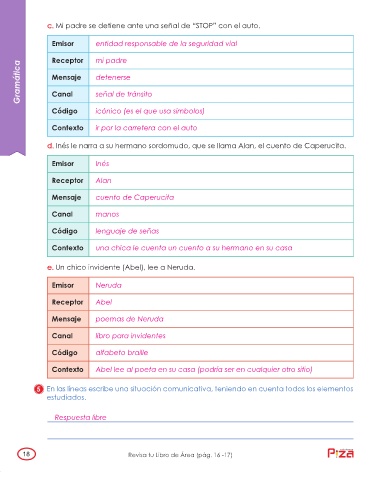 c. Mi padre se detiene ante una señal de “STOP” con el auto.
Emisor entidad responsable de la seguridad vial
Receptor mi padre
Mensaje detenerse
Canal señal de tránsito
Código icónico (es el que usa símbolos)
Contexto ir por la carretera con el auto
Gramática
d. Inés le narra a su hermano sordomudo, que se llama Alan, el cuento de Caperucita.
Emisor Inés
Receptor Alan
Mensaje cuento de Caperucita
Canal manos
Código lenguaje de señas
Contexto una chica le cuenta un cuento a su hermano en su casa
e. Un chico invidente (Abel), lee a Neruda.
Emisor Neruda
Receptor Abel
Mensaje poemas de Neruda
Canal libro para invidentes
Código alfabeto braille
Contexto Abel lee al poeta en su casa (podría ser en cualquier otro sitio)
5 En las líneas escribe una situación comunicativa, teniendo en cuenta todos los elementos
estudiados.
Respuesta libre
18 Revisa tu Libro de Área (pág. 16 -17)